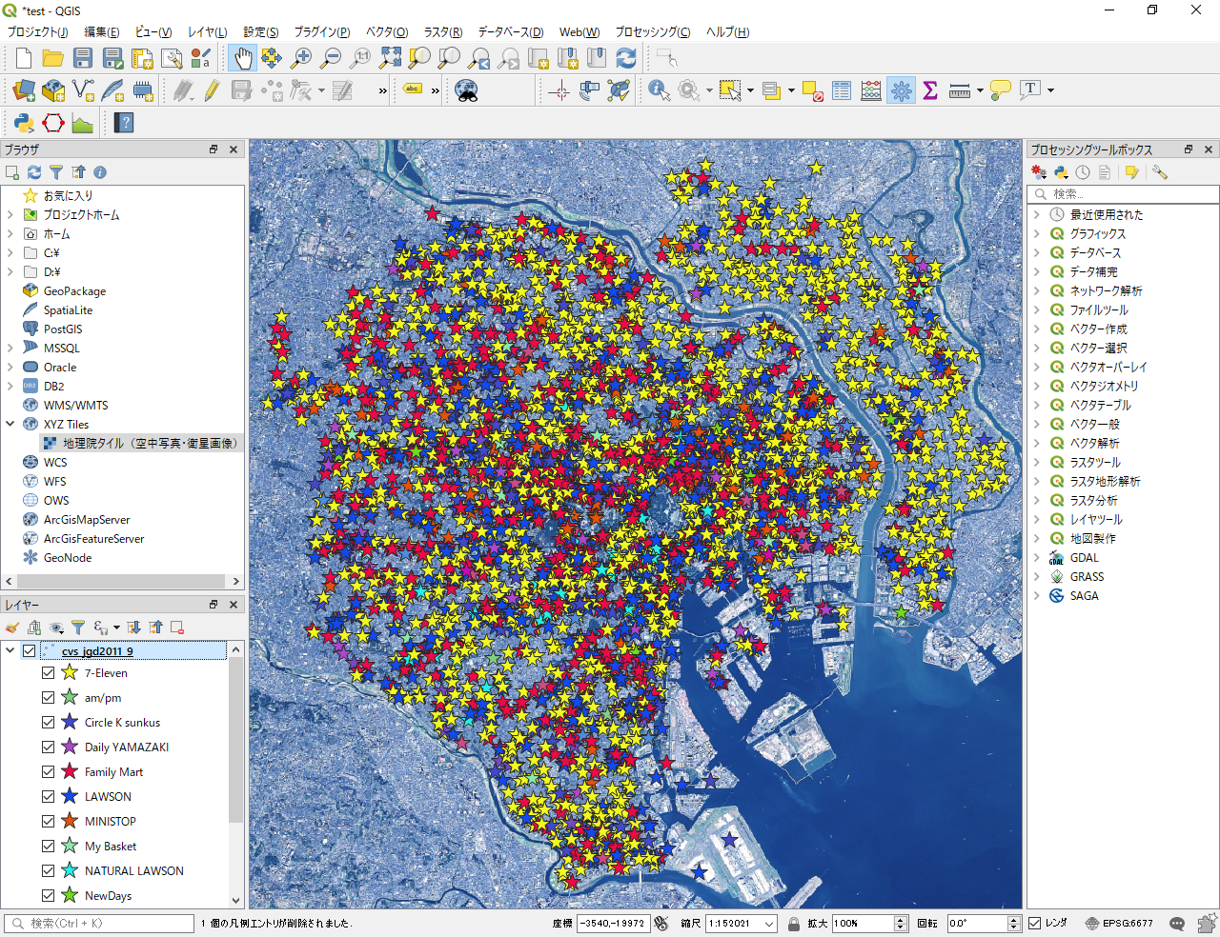 *test - QGIS
プロジェクト(J) 編集(E) ビュー(V) レイヤ(L) 設定(S) プラグイン(P) ベクタ(O) ラスタ(R) データベース(D) Web(W) プロセッシング(C) ヘルプ(H)
ブラウザ
お気に入り
プロジェクトホーム
ホーム
C:¥
D:¥
GeoPackage
SpatiaLite
PostGIS
MSSQL
Oracle
DB2
WMS/WMTS
XYZ Tiles
地理院タイル（空中写真・衛星画像）
WCS
WFS
OWS
ArcGisMapServer
ArcGisFeatureServer
GeoNode
レイヤー
cvs_jgd2011_9
7-Eleven
am/pm
Circle K sunkus
Daily YAMAZAKI
Family Mart
LAWSON
MINISTOP
My Basket
NATURAL LAWSON
NewDays
プロセッシングツールボックス
検索...
最近使用された
グラフィックス
データベース
データ補完
ネットワーク解析
ファイルツール
ベクター作成
ベクター選択
ベクタオーバーレイ
ベクタジオメトリ
ベクタテーブル
ベクター一般
ベクタ解析
ラスタツール
ラスタ地形解析
ラスタ分析
レイヤツール
地図製作
GDAL
GRASS
SAGA
検索(Ctrl + K) 1 個の凡例エントリが削除されました. 座標 -3540,-19972 縮尺 1:152021 拡大 100% 回転 0.0° レンダ EPSG:6677